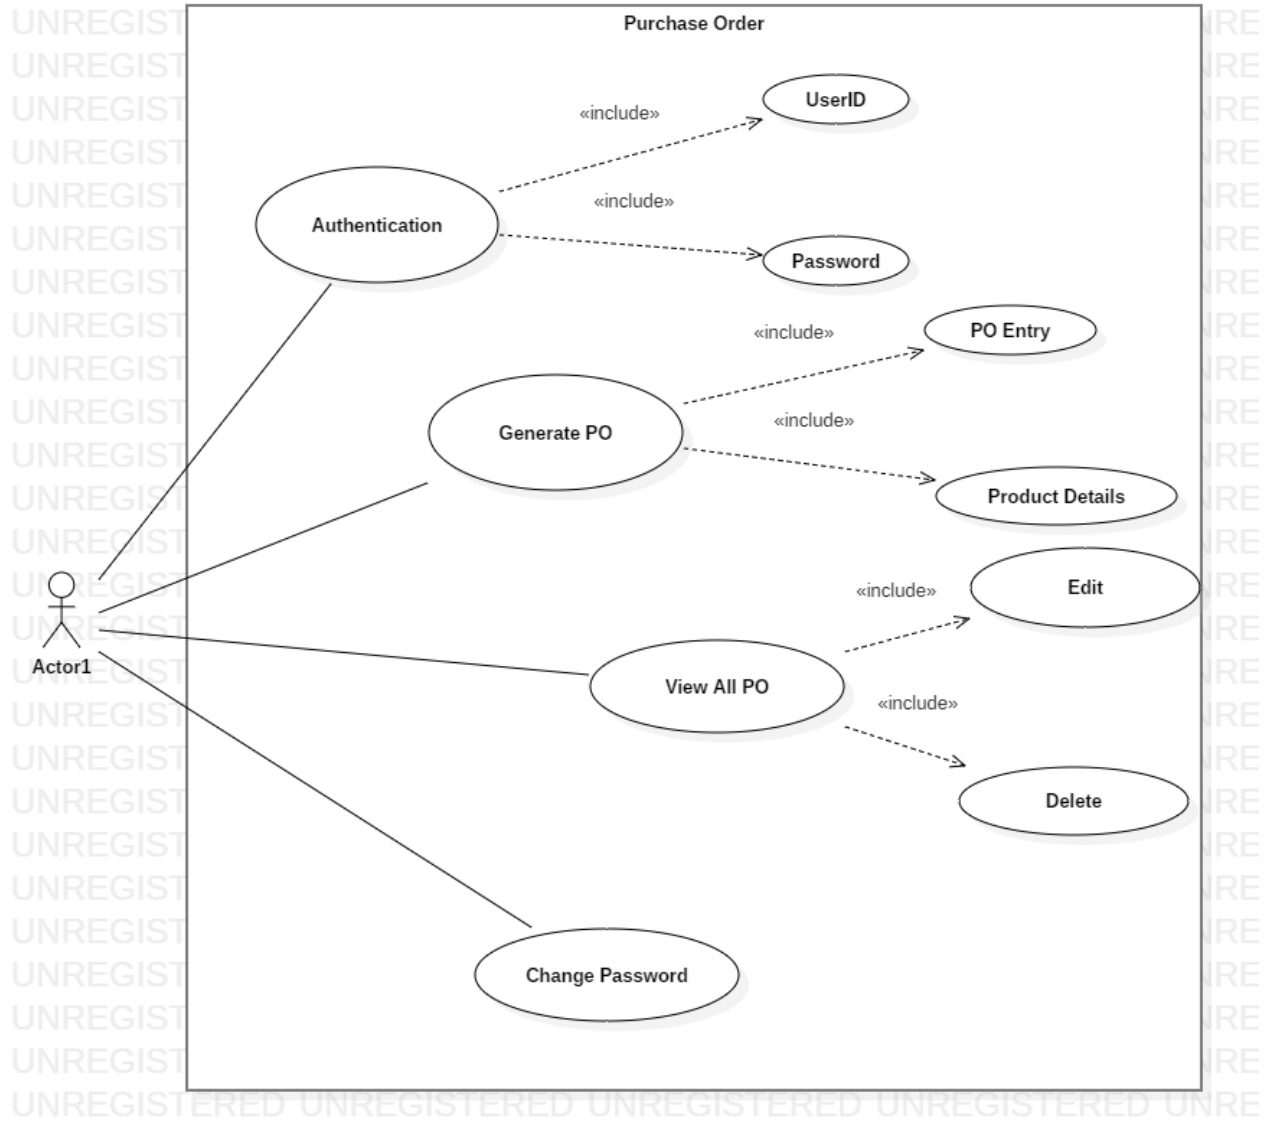 Purchase Order
UserID
«include»
«include»
Authentication
Password
PO Entry
«include»
Generate PO
«include»
Product Details
Edit
«include»
Actor1
View All PO
«include»
Delete
Change Password
UNREGISTERED UNREGISTERED UNREGISTERED UNREGISTERED UNRE